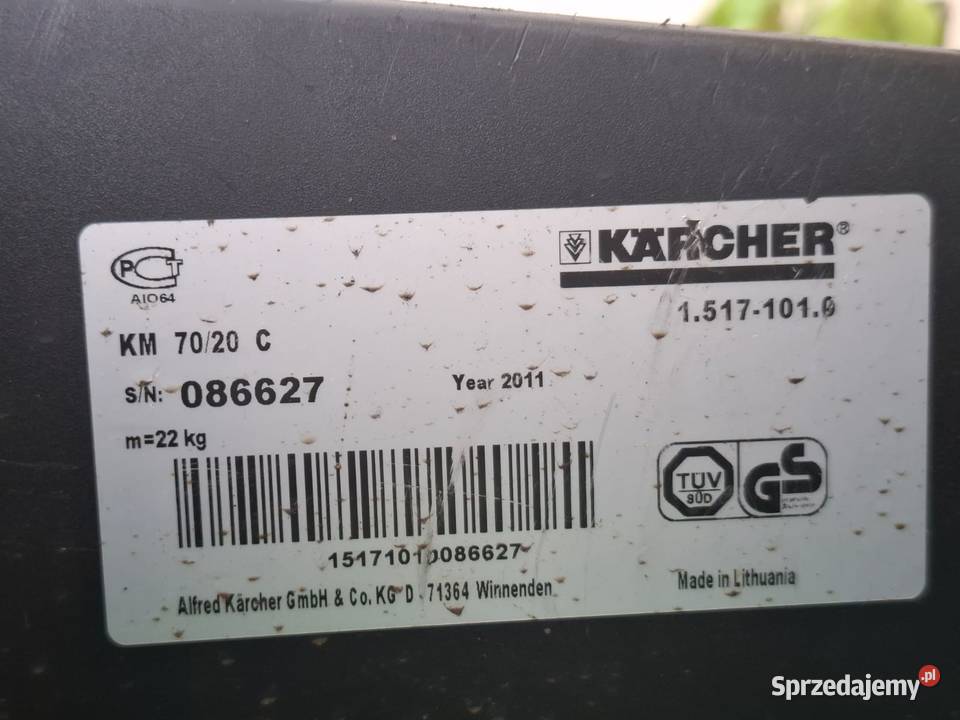 PCT
KÄRCHER®
АЮ64
1.517-101.0
KM 70/20 C
S/N: 086627
Year 2011
m=22 kg
TÜV
SÜD
GS
15171010086627
Alfred Kärcher GmbH & Co. KG D - 71364 Winnenden
Made in Lithuania
Sprzedajemy.pl